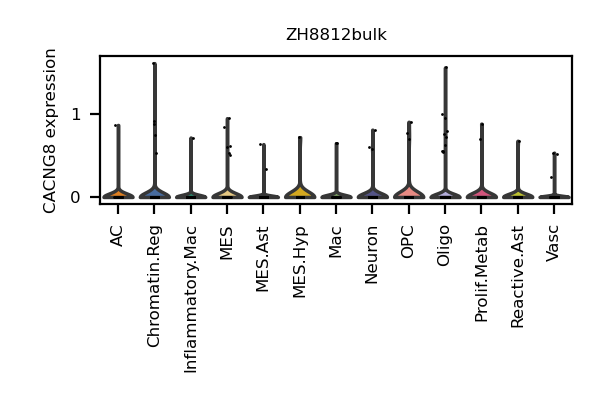 ZH8812bulk
CACNG8 expression
1
0
AC
Chromatin.Reg
Inflammatory.Mac
MES
MES.Ast
MES.Hyp
Mac
Neuron
OPC
Oligo
Prolif.Metab
Reactive.Ast
Vasc